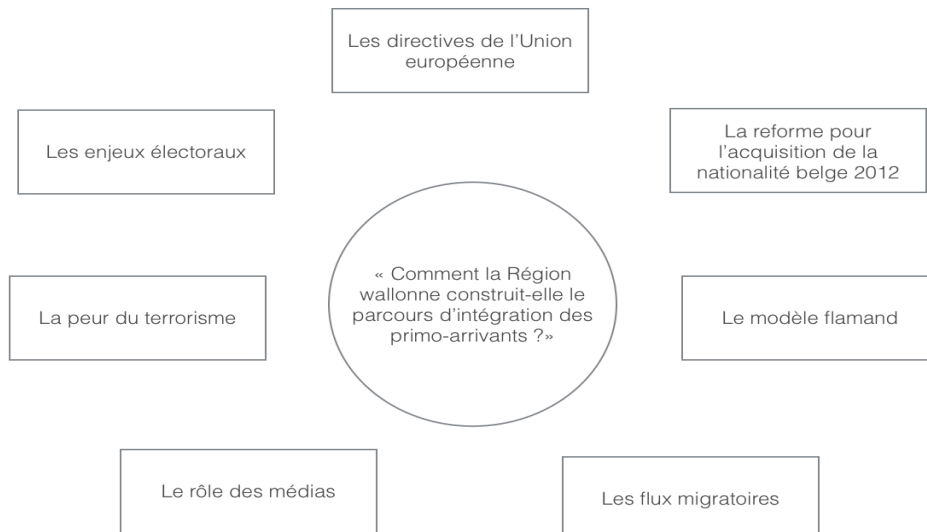 Les directives de l'Union
européenne
Les enjeux électoraux
La reforme pour
l'acquisition de la
nationalité belge 2012
« Comment la Région
wallonne construit-elle le
parcours d'intégration des
primo-arrivants ?»
La peur du terrorisme
Le modèle flamand
Le rôle des médias
Les flux migratoires